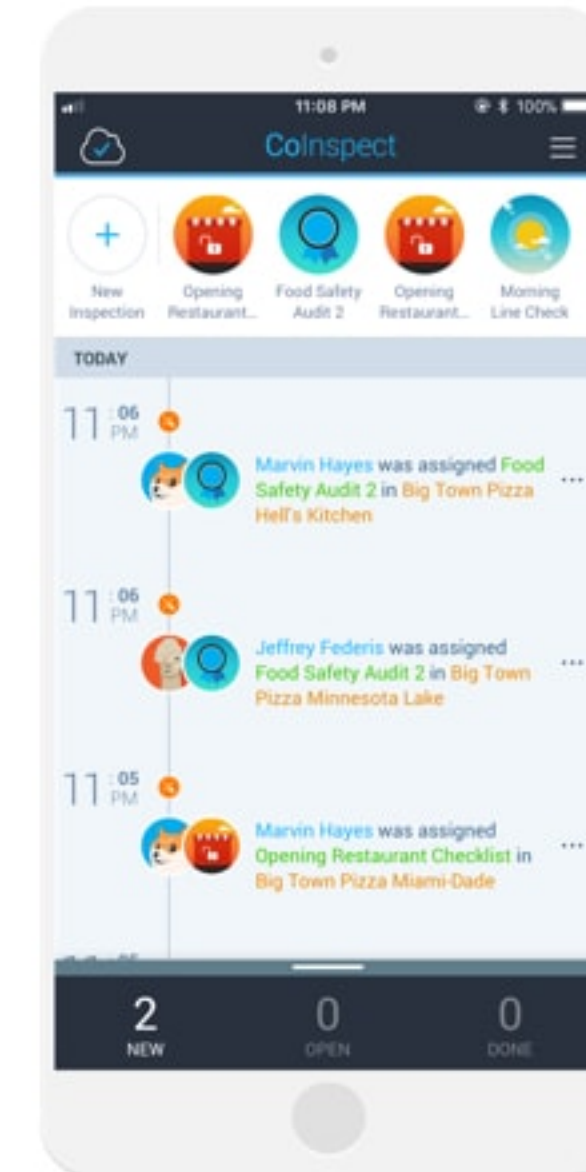 11:08 PM
100%
CoInspect
+
New
Inspection
Opening
Restaurant...
Food Safety
Audit 2
Opening
Restaurant...
Morning
Line Check
TODAY
11 : 06
PM
Marvin Hayes was assigned Food
Safety Audit 2 in Big Town Pizza
Hell's Kitchen
...
11 : 06
PM
Jeffrey Federis was assigned
Food Safety Audit 2 in Big Town
Pizza Minnesota Lake
...
11 : 05
PM
Marvin Hayes was assigned
Opening Restaurant Checklist in
Big Town Pizza Miami-Dade
...
2
NEW
0
OPEN
0
DONE